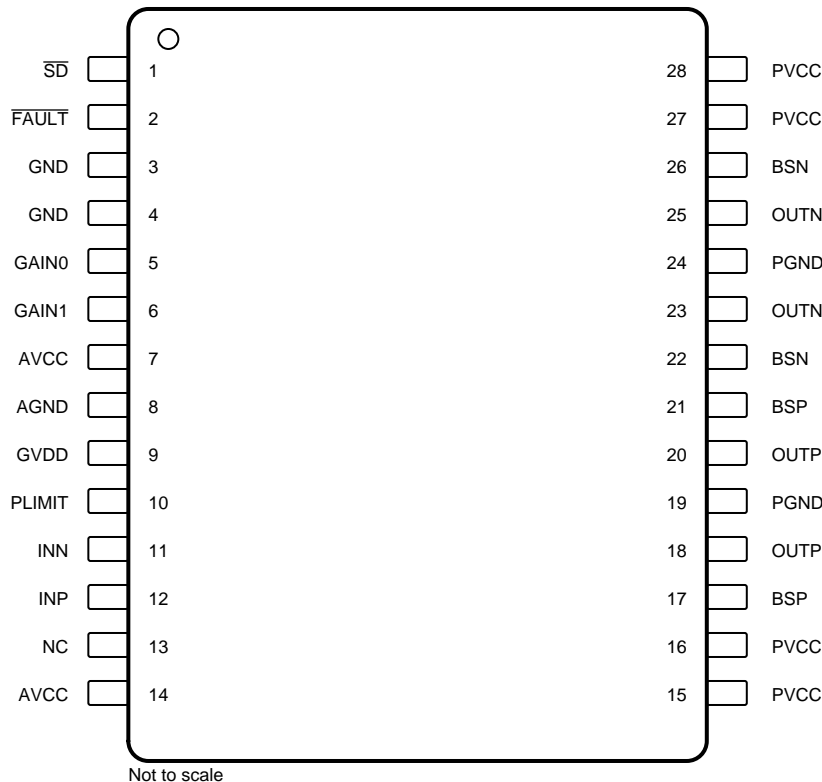 SD 1 28 PVCC
FAULT 2 27 PVCC
GND 3 26 BSN
GND 4 25 OUTN
GAIN0 5 24 PGND
GAIN1 6 23 OUTN
AVCC 7 22 BSN
AGND 8 21 BSP
GVDD 9 20 OUTP
PLIMIT 10 19 PGND
INN 11 18 OUTP
INP 12 17 BSP
NC 13 16 PVCC
AVCC 14 15 PVCC
Not to scale